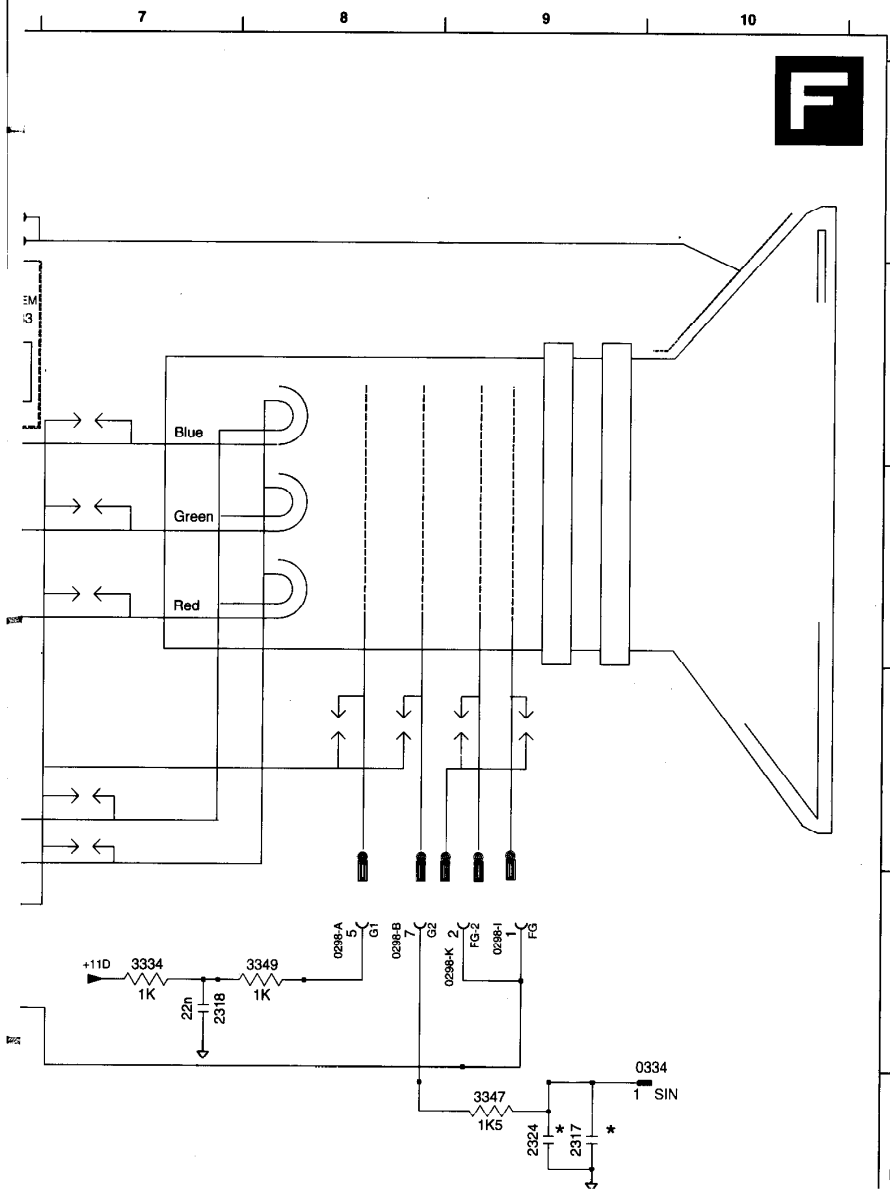 7 8 9 10
F
EM
Blue
Green
Red
0298-A
5
G1
0298-B
7
G2
0298-K
2
FG-2
0298-I
1
FG
+11D
3334
1K
22n
2318
3349
1K
3347
1K5
2324
*
2317
*
0334
1 SIN